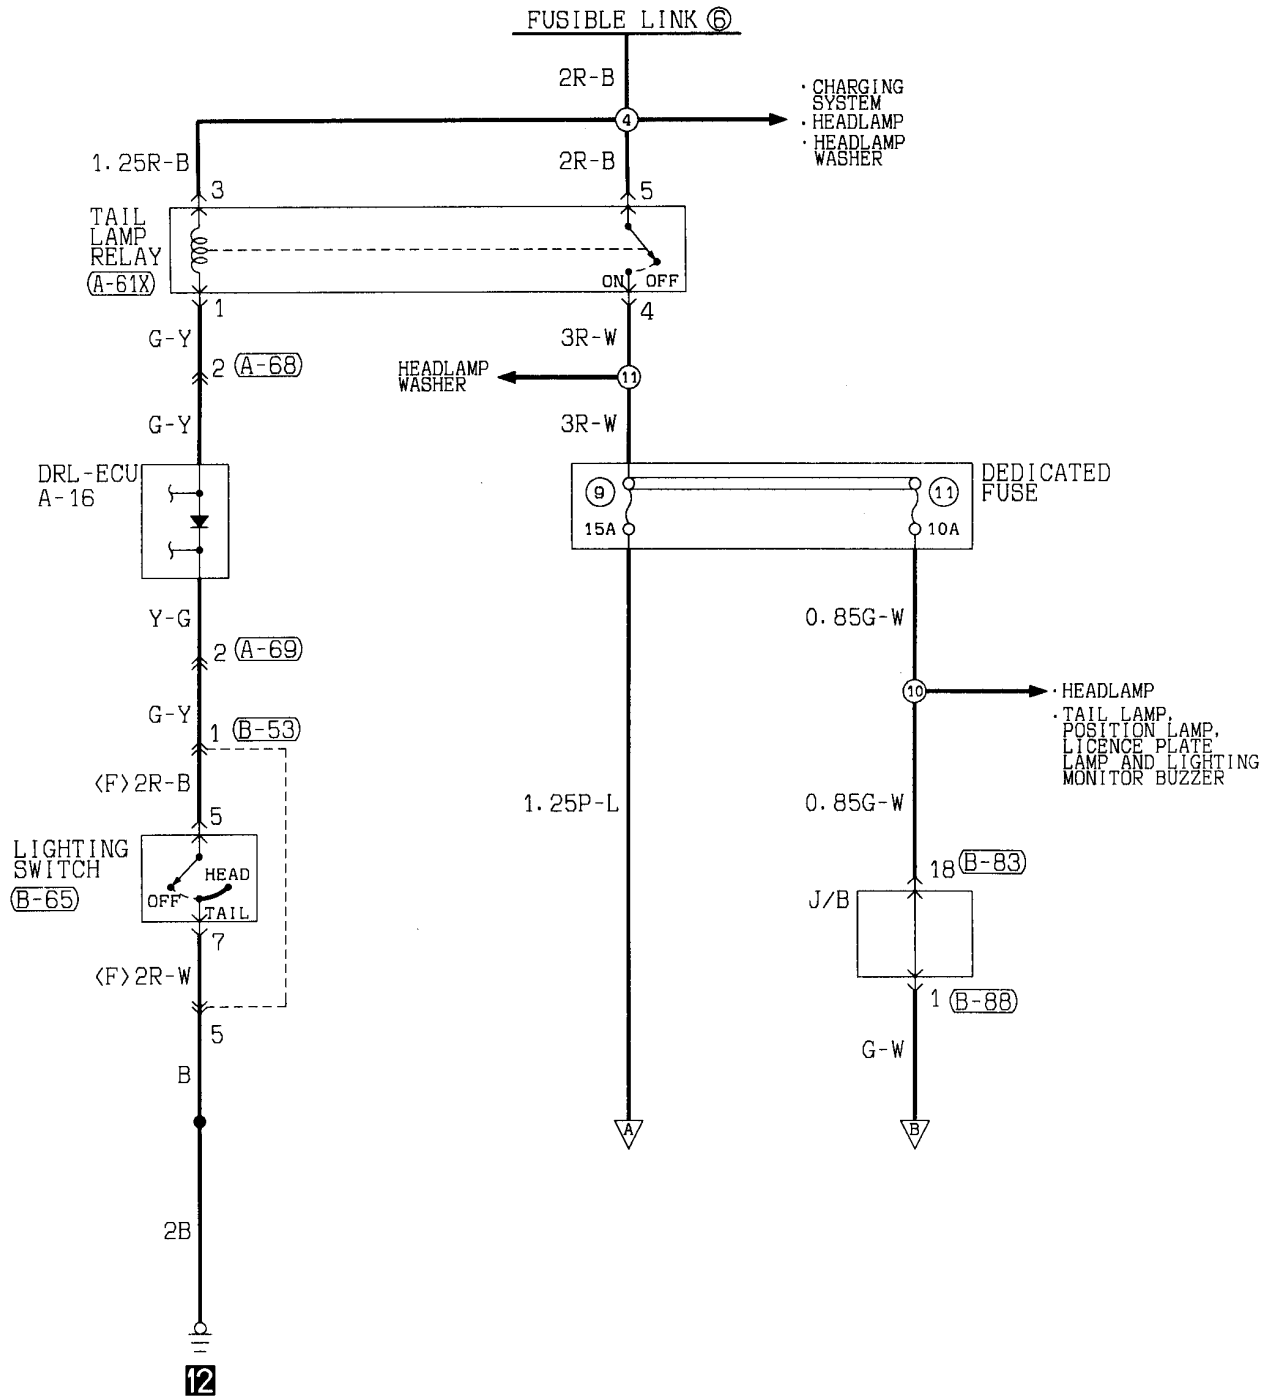 FUSIBLE LINK ⑥
2R-B
· CHARGING
SYSTEM
· HEADLAMP
· HEADLAMP
WASHER
4
1.25R-B
2R-B
3
5
TAIL
LAMP
RELAY
A-61X
ON
OFF
1
4
G-Y
3R-W
2
A-68
HEADLAMP
WASHER
11
G-Y
3R-W
DRL-ECU
A-16
DEDICATED
FUSE
9
11
15A
10A
Y-G
0.85G-W
2
A-69
10
· HEADLAMP
· TAIL LAMP,
POSITION LAMP,
LICENCE PLATE
LAMP AND LIGHTING
MONITOR BUZZER
G-Y
1
B-53
<F>2R-B
1.25P-L
0.85G-W
5
LIGHTING
SWITCH
B-65
HEAD
OFF
TAIL
18
B-83
J/B
7
<F>2R-W
1
B-88
5
G-W
B
A
B
2B
12